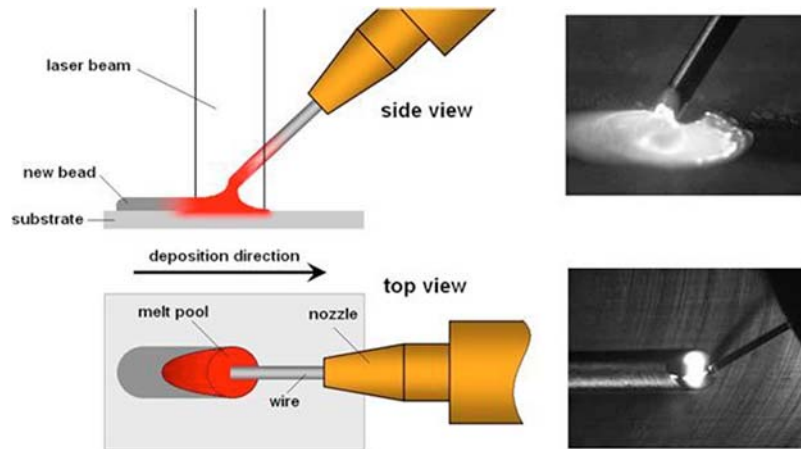 laser beam
side view
new bead
substrate
deposition direction
top view
melt pool
nozzle
wire